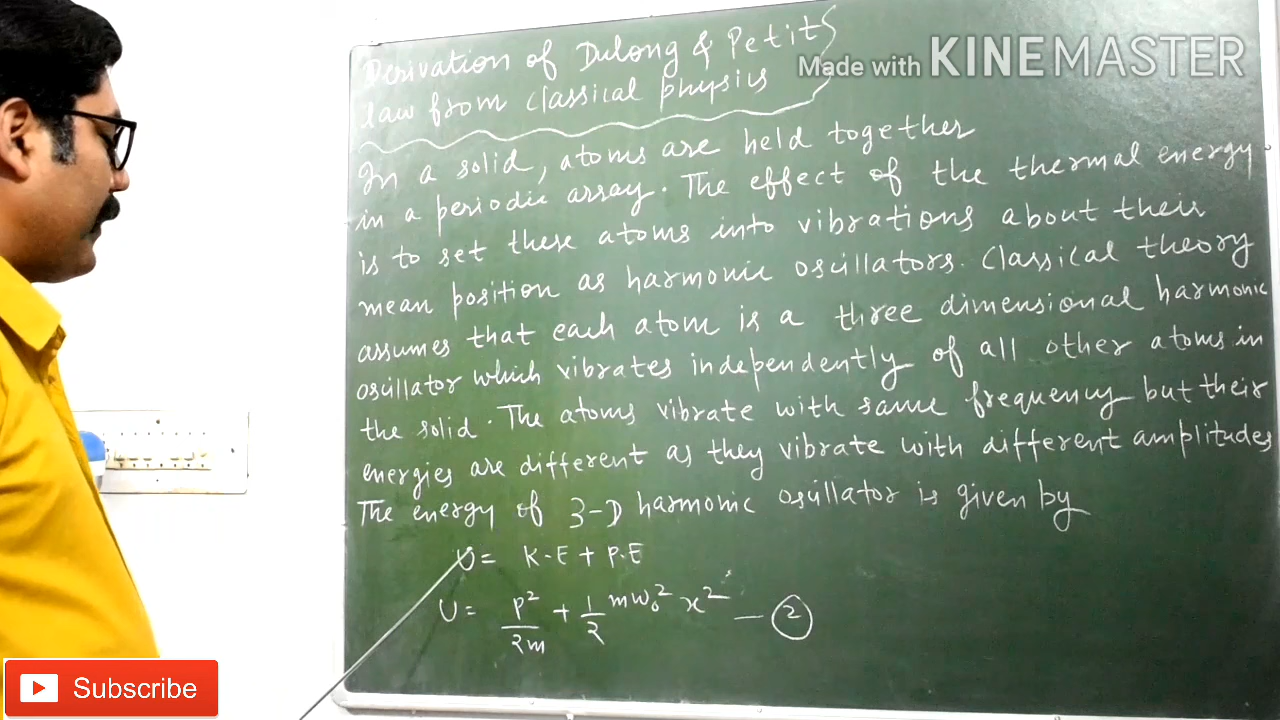 Derivation of Dulong & Petit's
law from classical physics
Made with KINEMASTER
In a solid, atoms are held together
in a periodic array. The effect of the thermal energy
is to set these atoms into vibrations about their
mean position as harmonic oscillators. Classical theory
assumes that each atom is a three dimensional harmonic
oscillator which vibrates independently of all other atoms in
the solid. The atoms vibrate with same frequency but their
energies are different as they vibrate with different amplitudes
The energy of 3-D harmonic oscillator is given by
U = K.E + P.E
U = p²/2m + 1/2 mω₀² x² — ②
Subscribe